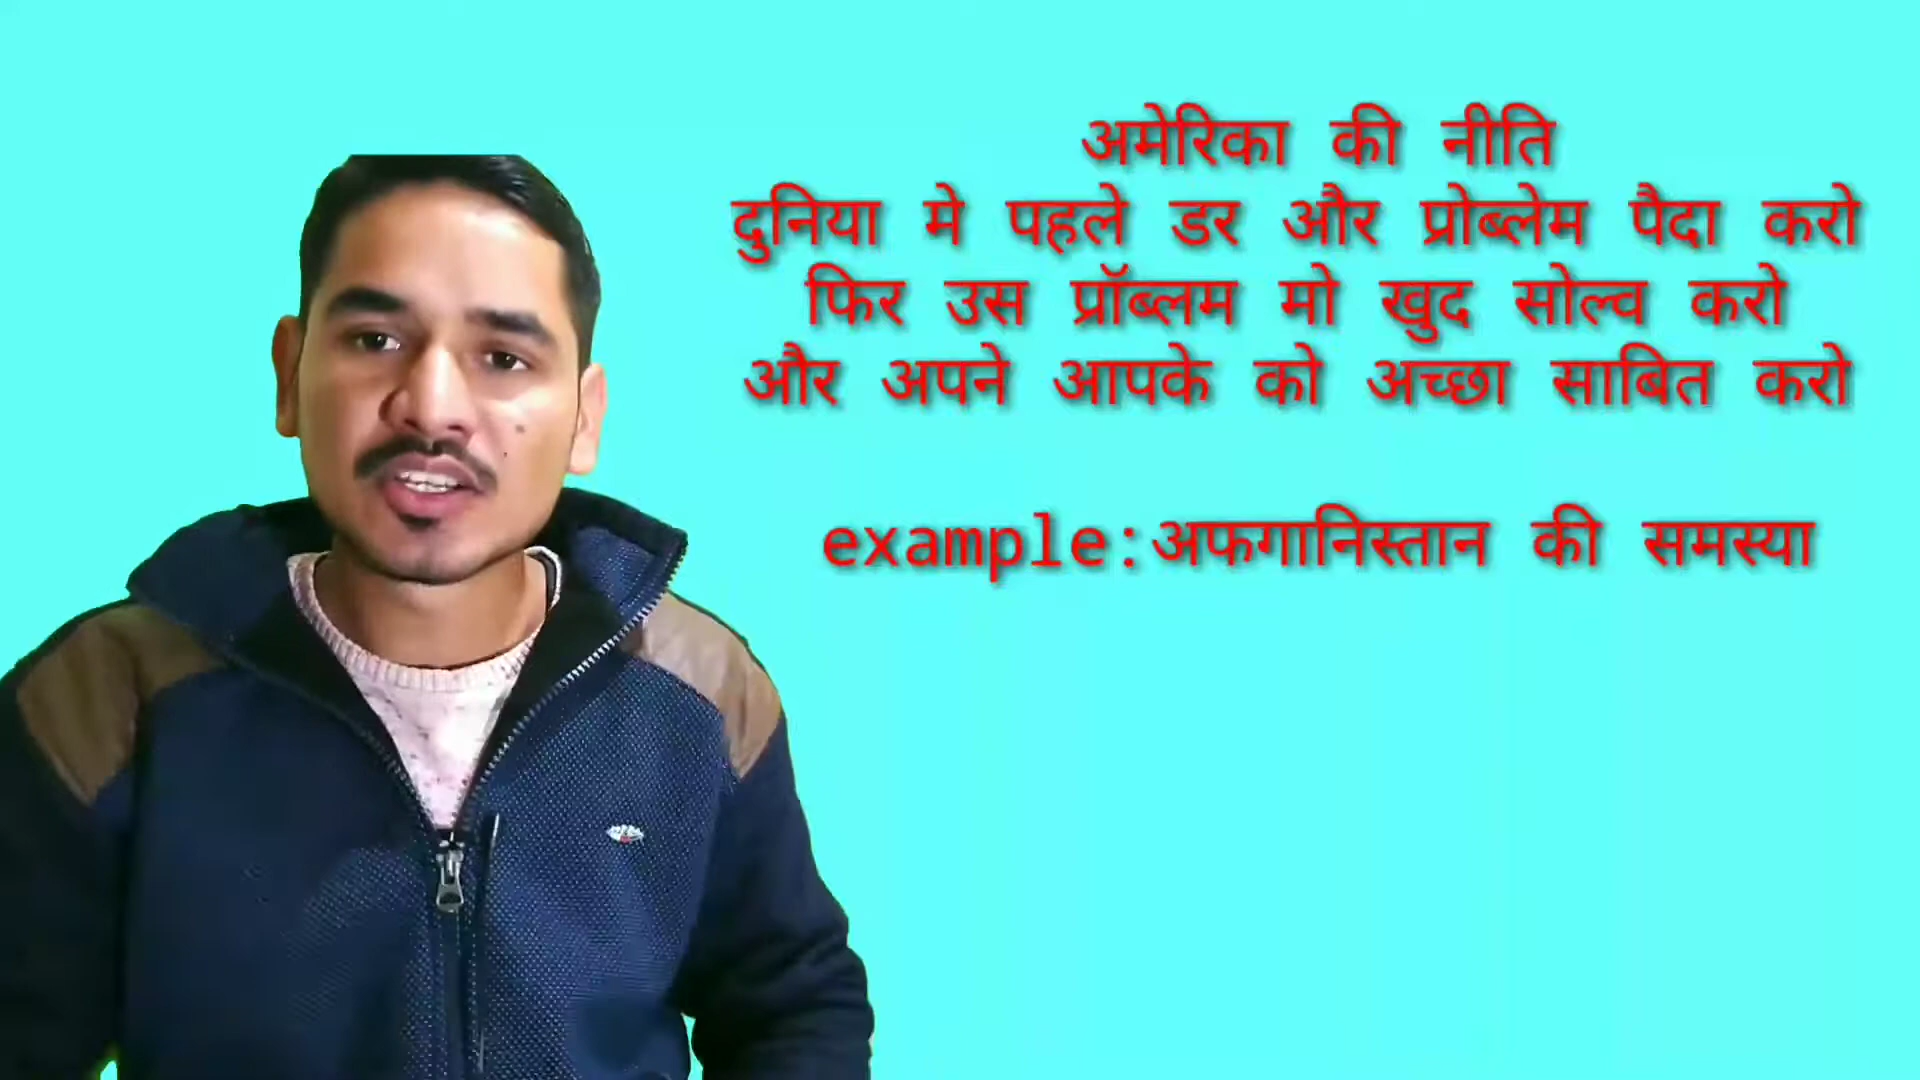 अमेरिका की नीति
दुनिया मे पहले डर और प्रोब्लेम पैदा करो
फिर उस प्रॉब्लम मो खुद सोल्व करो
और अपने आपके को अच्छा साबित करो
example:अफगानिस्तान की समस्या